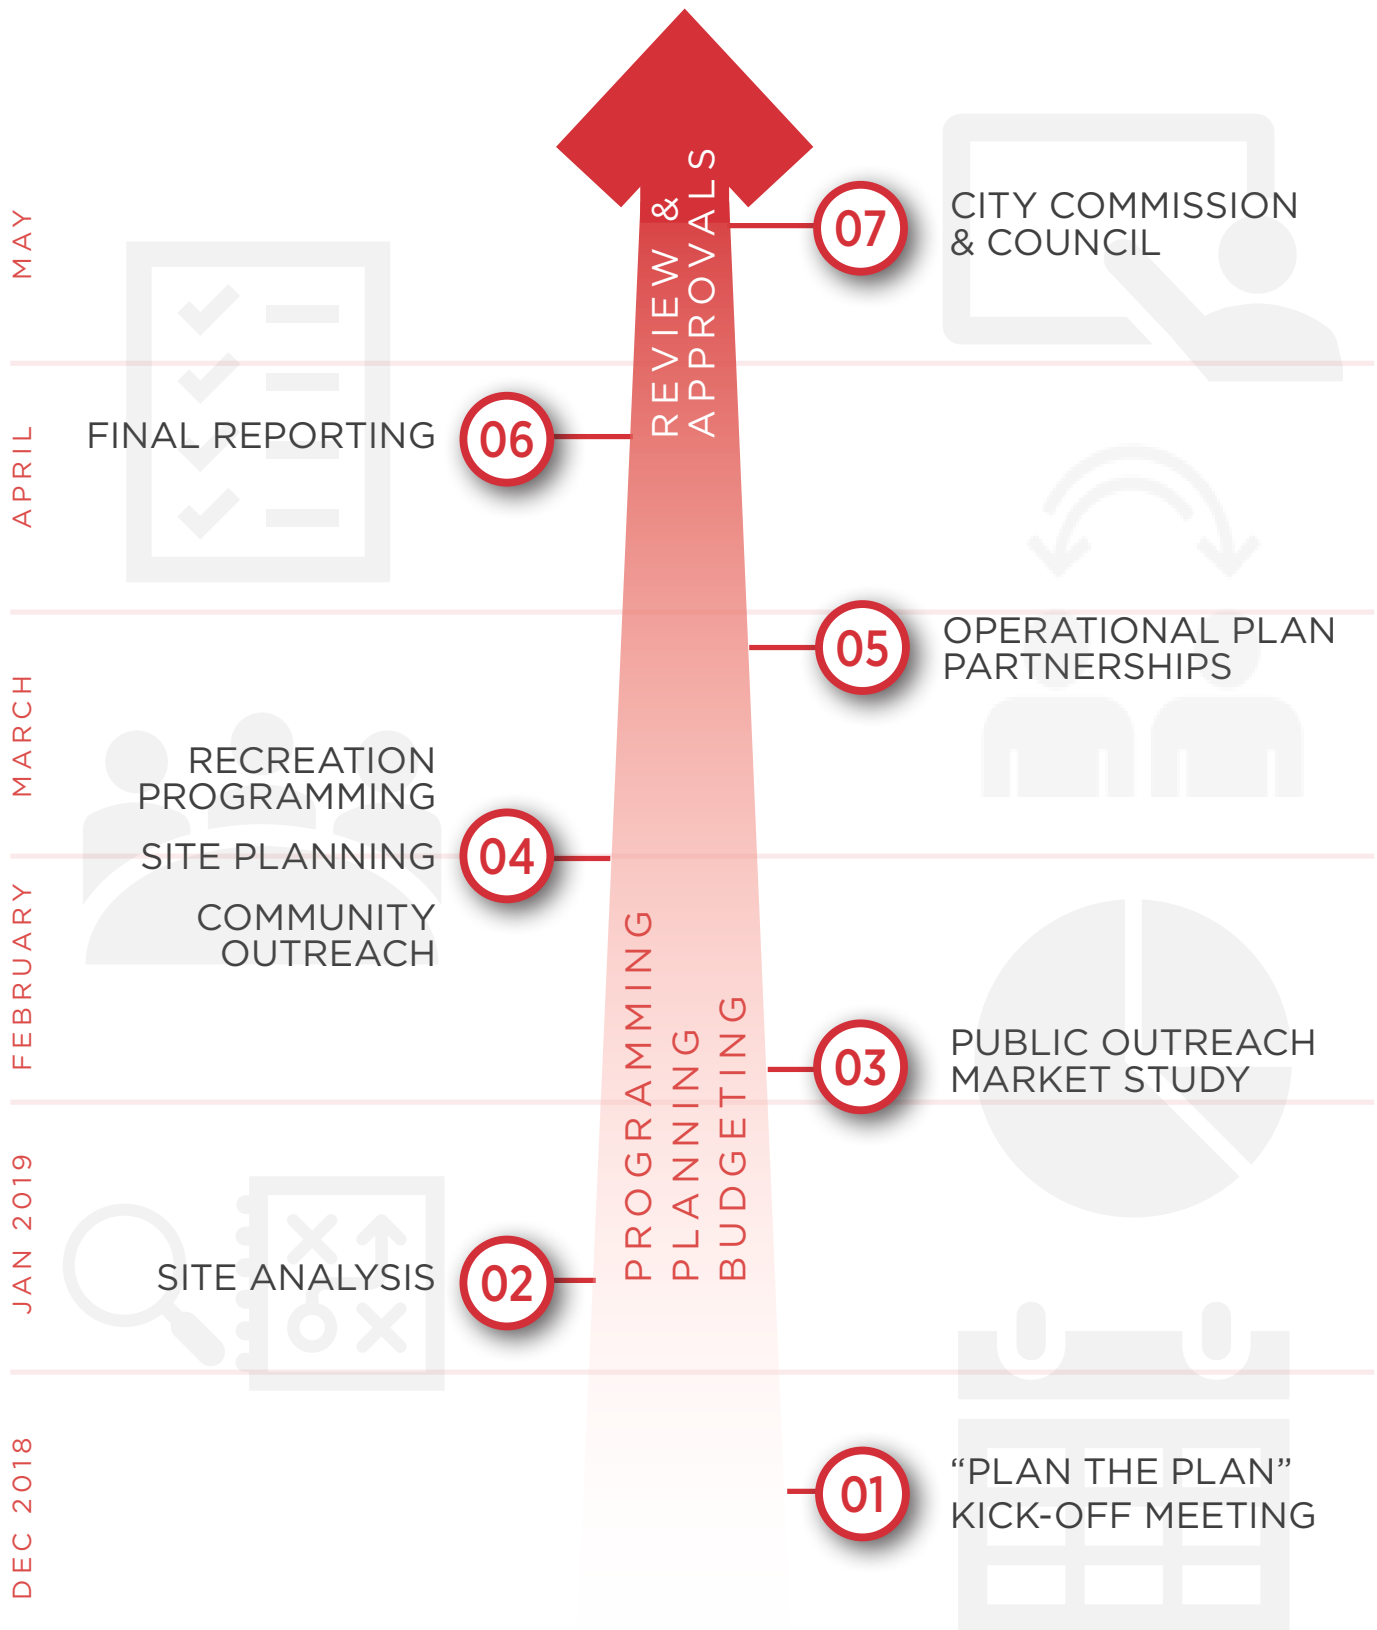 MAY
APRIL
MARCH
FEBRUARY
JAN 2019
DEC 2018
REVIEW &
APPROVALS
PROGRAMMING
PLANNING
BUDGETING
07
CITY COMMISSION
& COUNCIL
FINAL REPORTING
06
05
OPERATIONAL PLAN
PARTNERSHIPS
RECREATION
PROGRAMMING
SITE PLANNING
COMMUNITY
OUTREACH
04
03
PUBLIC OUTREACH
MARKET STUDY
SITE ANALYSIS
02
01
“PLAN THE PLAN”
KICK-OFF MEETING